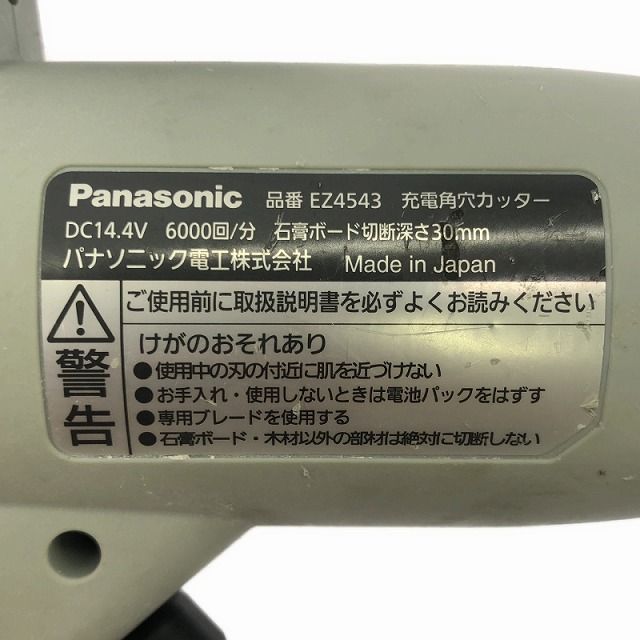 Panasonic 品番 EZ4543 充電角穴カッター
DC14.4V 6000回/分 石膏ボード切断深さ30mm
パナソニック電工株式会社 Made in Japan
ご使用前に取扱説明書を必ずよくお読みください
警告
けがのおそれあり
●使用中の刃の付近に肌を近づけない
●お手入れ・使用しないときは電池パックをはずす
●専用ブレードを使用する
●石膏ボード・木材以外の部材は絶対に切断しない